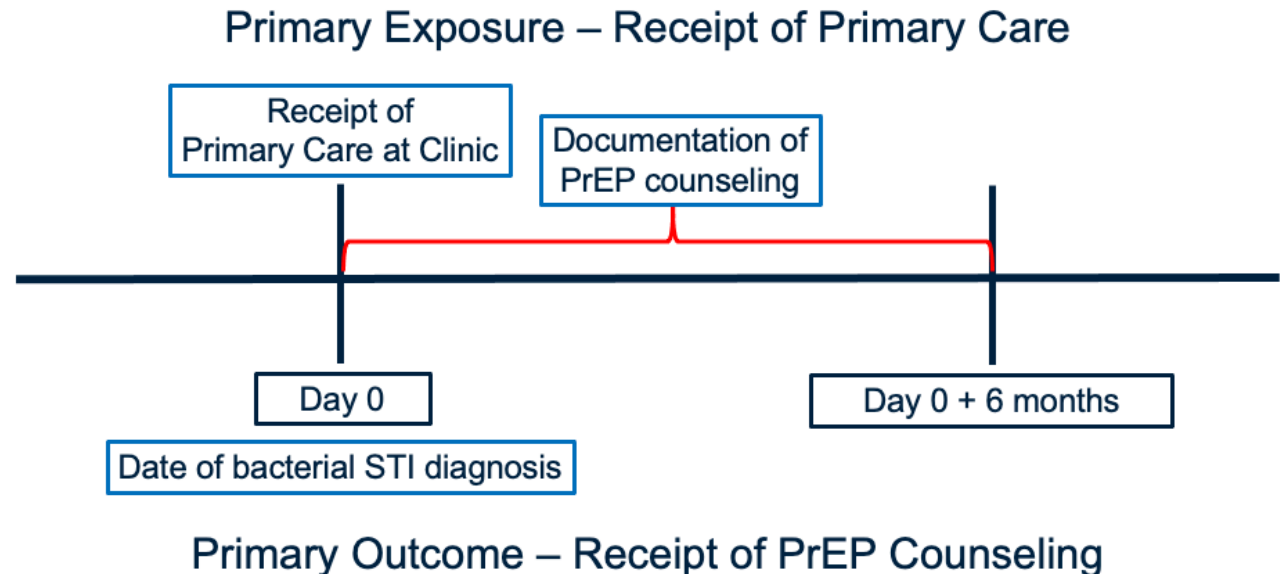 Primary Exposure – Receipt of Primary Care
Receipt of
Primary Care at Clinic
Documentation of
PrEP counseling
Day 0
Day 0 + 6 months
Date of bacterial STI diagnosis
Primary Outcome – Receipt of PrEP Counseling